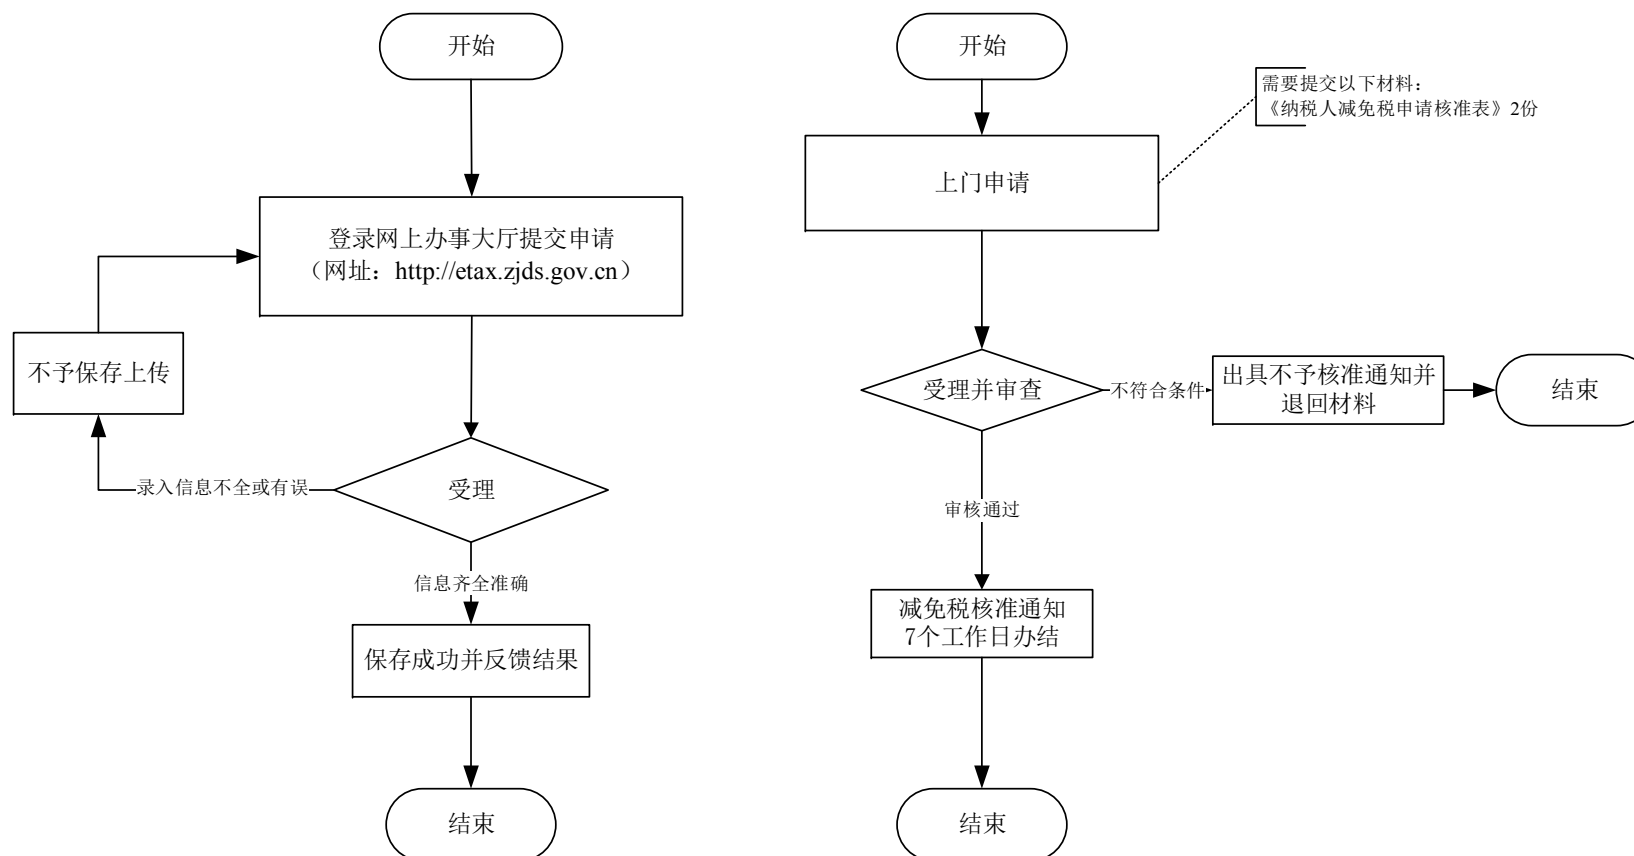 开始
登录网上办事大厅提交申请
（网址：http://etax.zjds.gov.cn）
不予保存上传
录入信息不全或有误
受理
信息齐全准确
保存成功并反馈结果
结束
开始
需要提交以下材料：
《纳税人减免税申请核准表》2份
上门申请
受理并审查
不符合条件
出具不予核准通知并
退回材料
结束
审核通过
减免税核准通知
7个工作日办结
结束